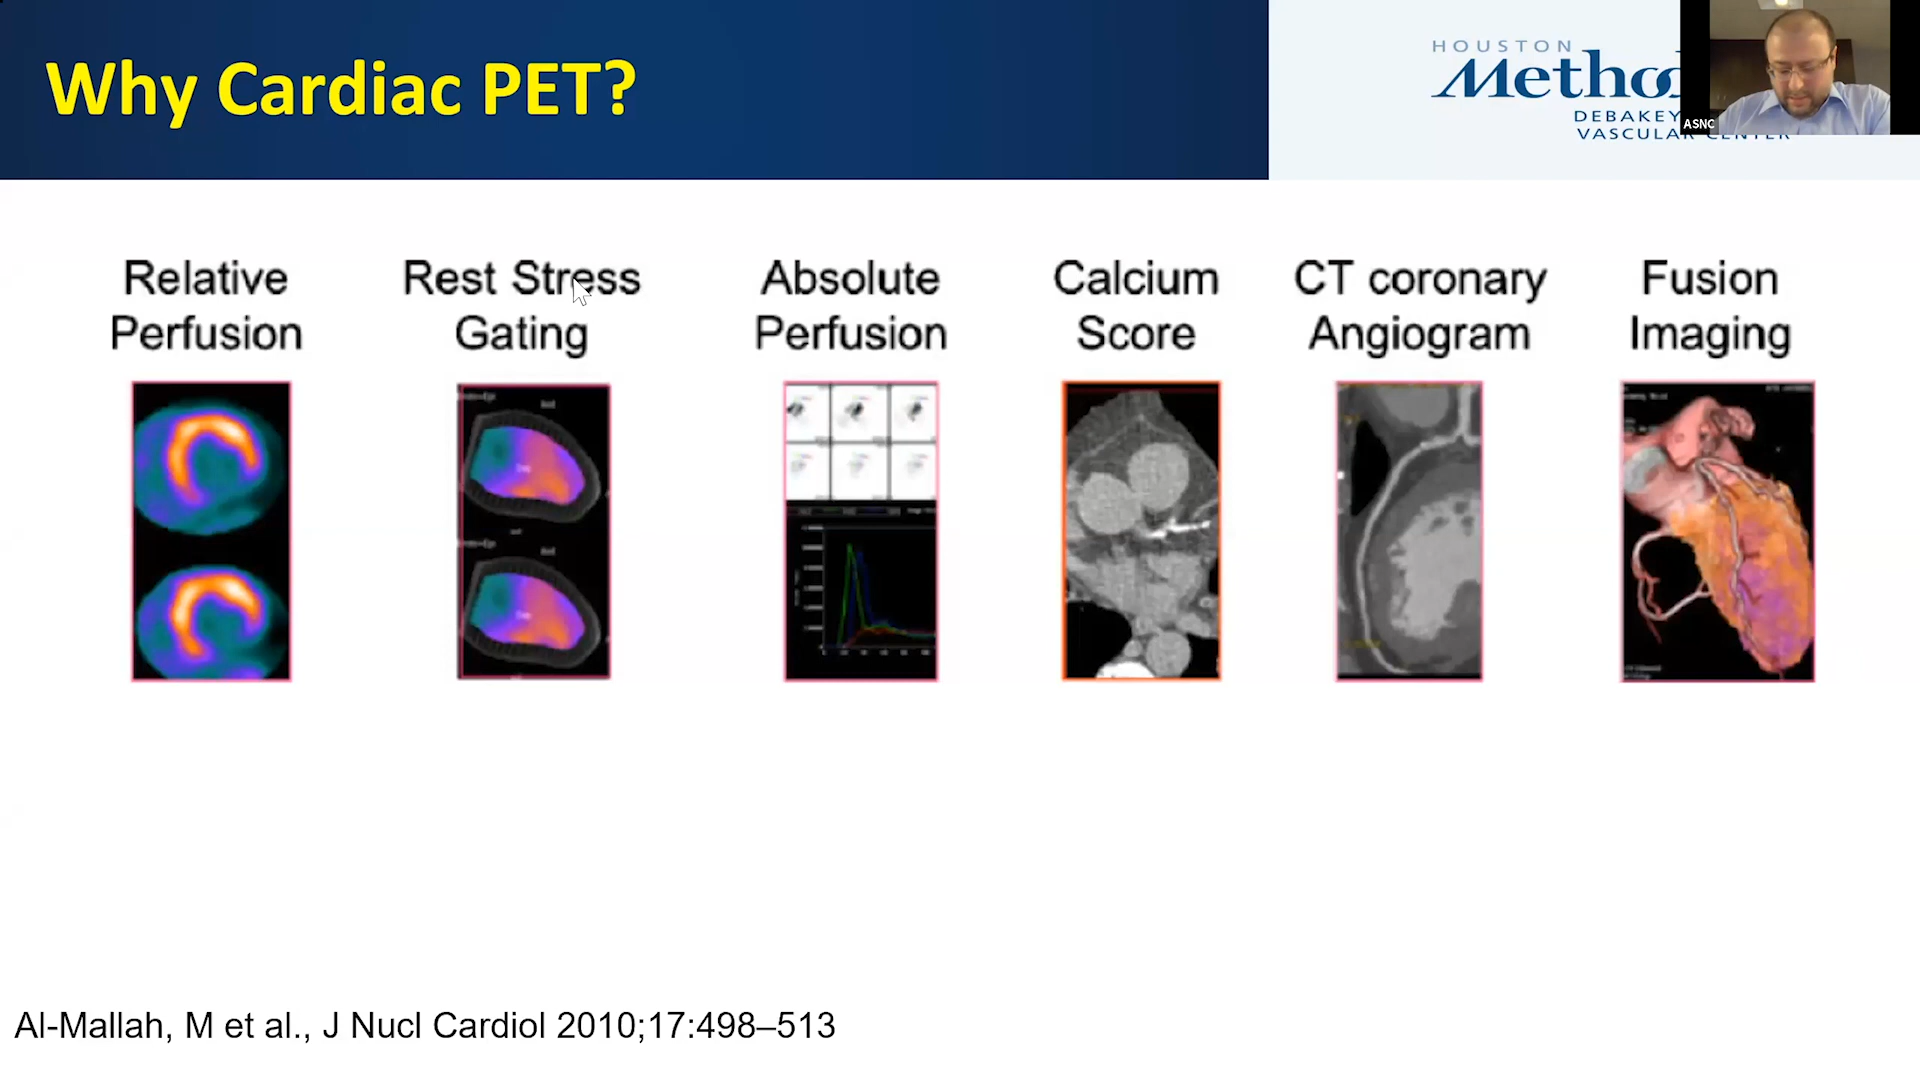 Why Cardiac PET?
HOUSTON
DEBAKEY
VASCULAR CENTER
ASNC
Relative
Perfusion
Rest Stress
Gating
Absolute
Perfusion
Calcium
Score
CT coronary
Angiogram
Fusion
Imaging
Al-Mallah, M et al., J Nucl Cardiol 2010;17:498–513